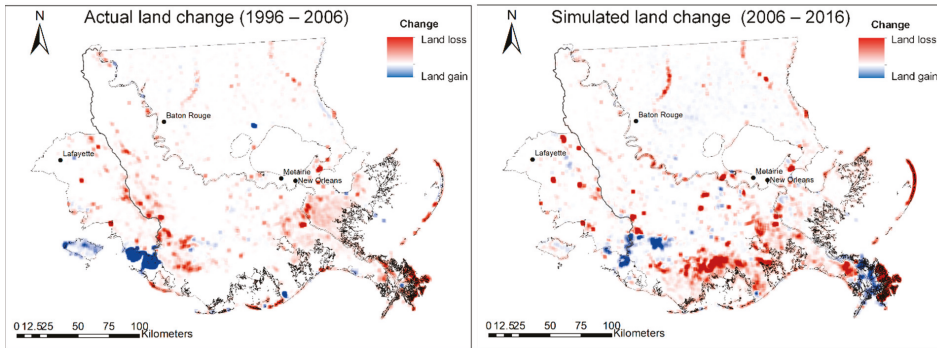 Actual land change (1996 – 2006)
N
Change
Land loss
Land gain
Baton Rouge
Lafayette
Metairie
New Orleans
0 12.525 50 75 100
Kilometers
Simulated land change (2006 – 2016)
N
Change
Land loss
Land gain
Baton Rouge
Lafayette
Metairie
New Orleans
0 12.525 50 75 100
Kilometers